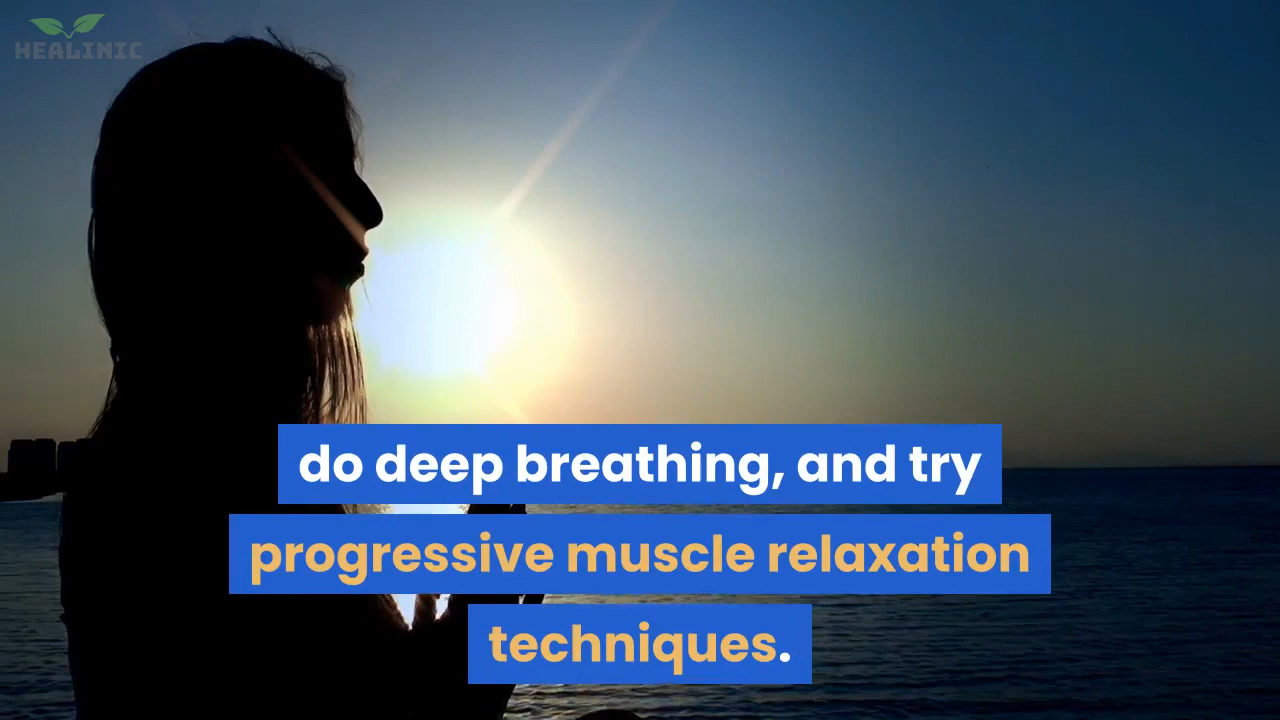 HEALINIC
do deep breathing, and try
progressive muscle relaxation
techniques.